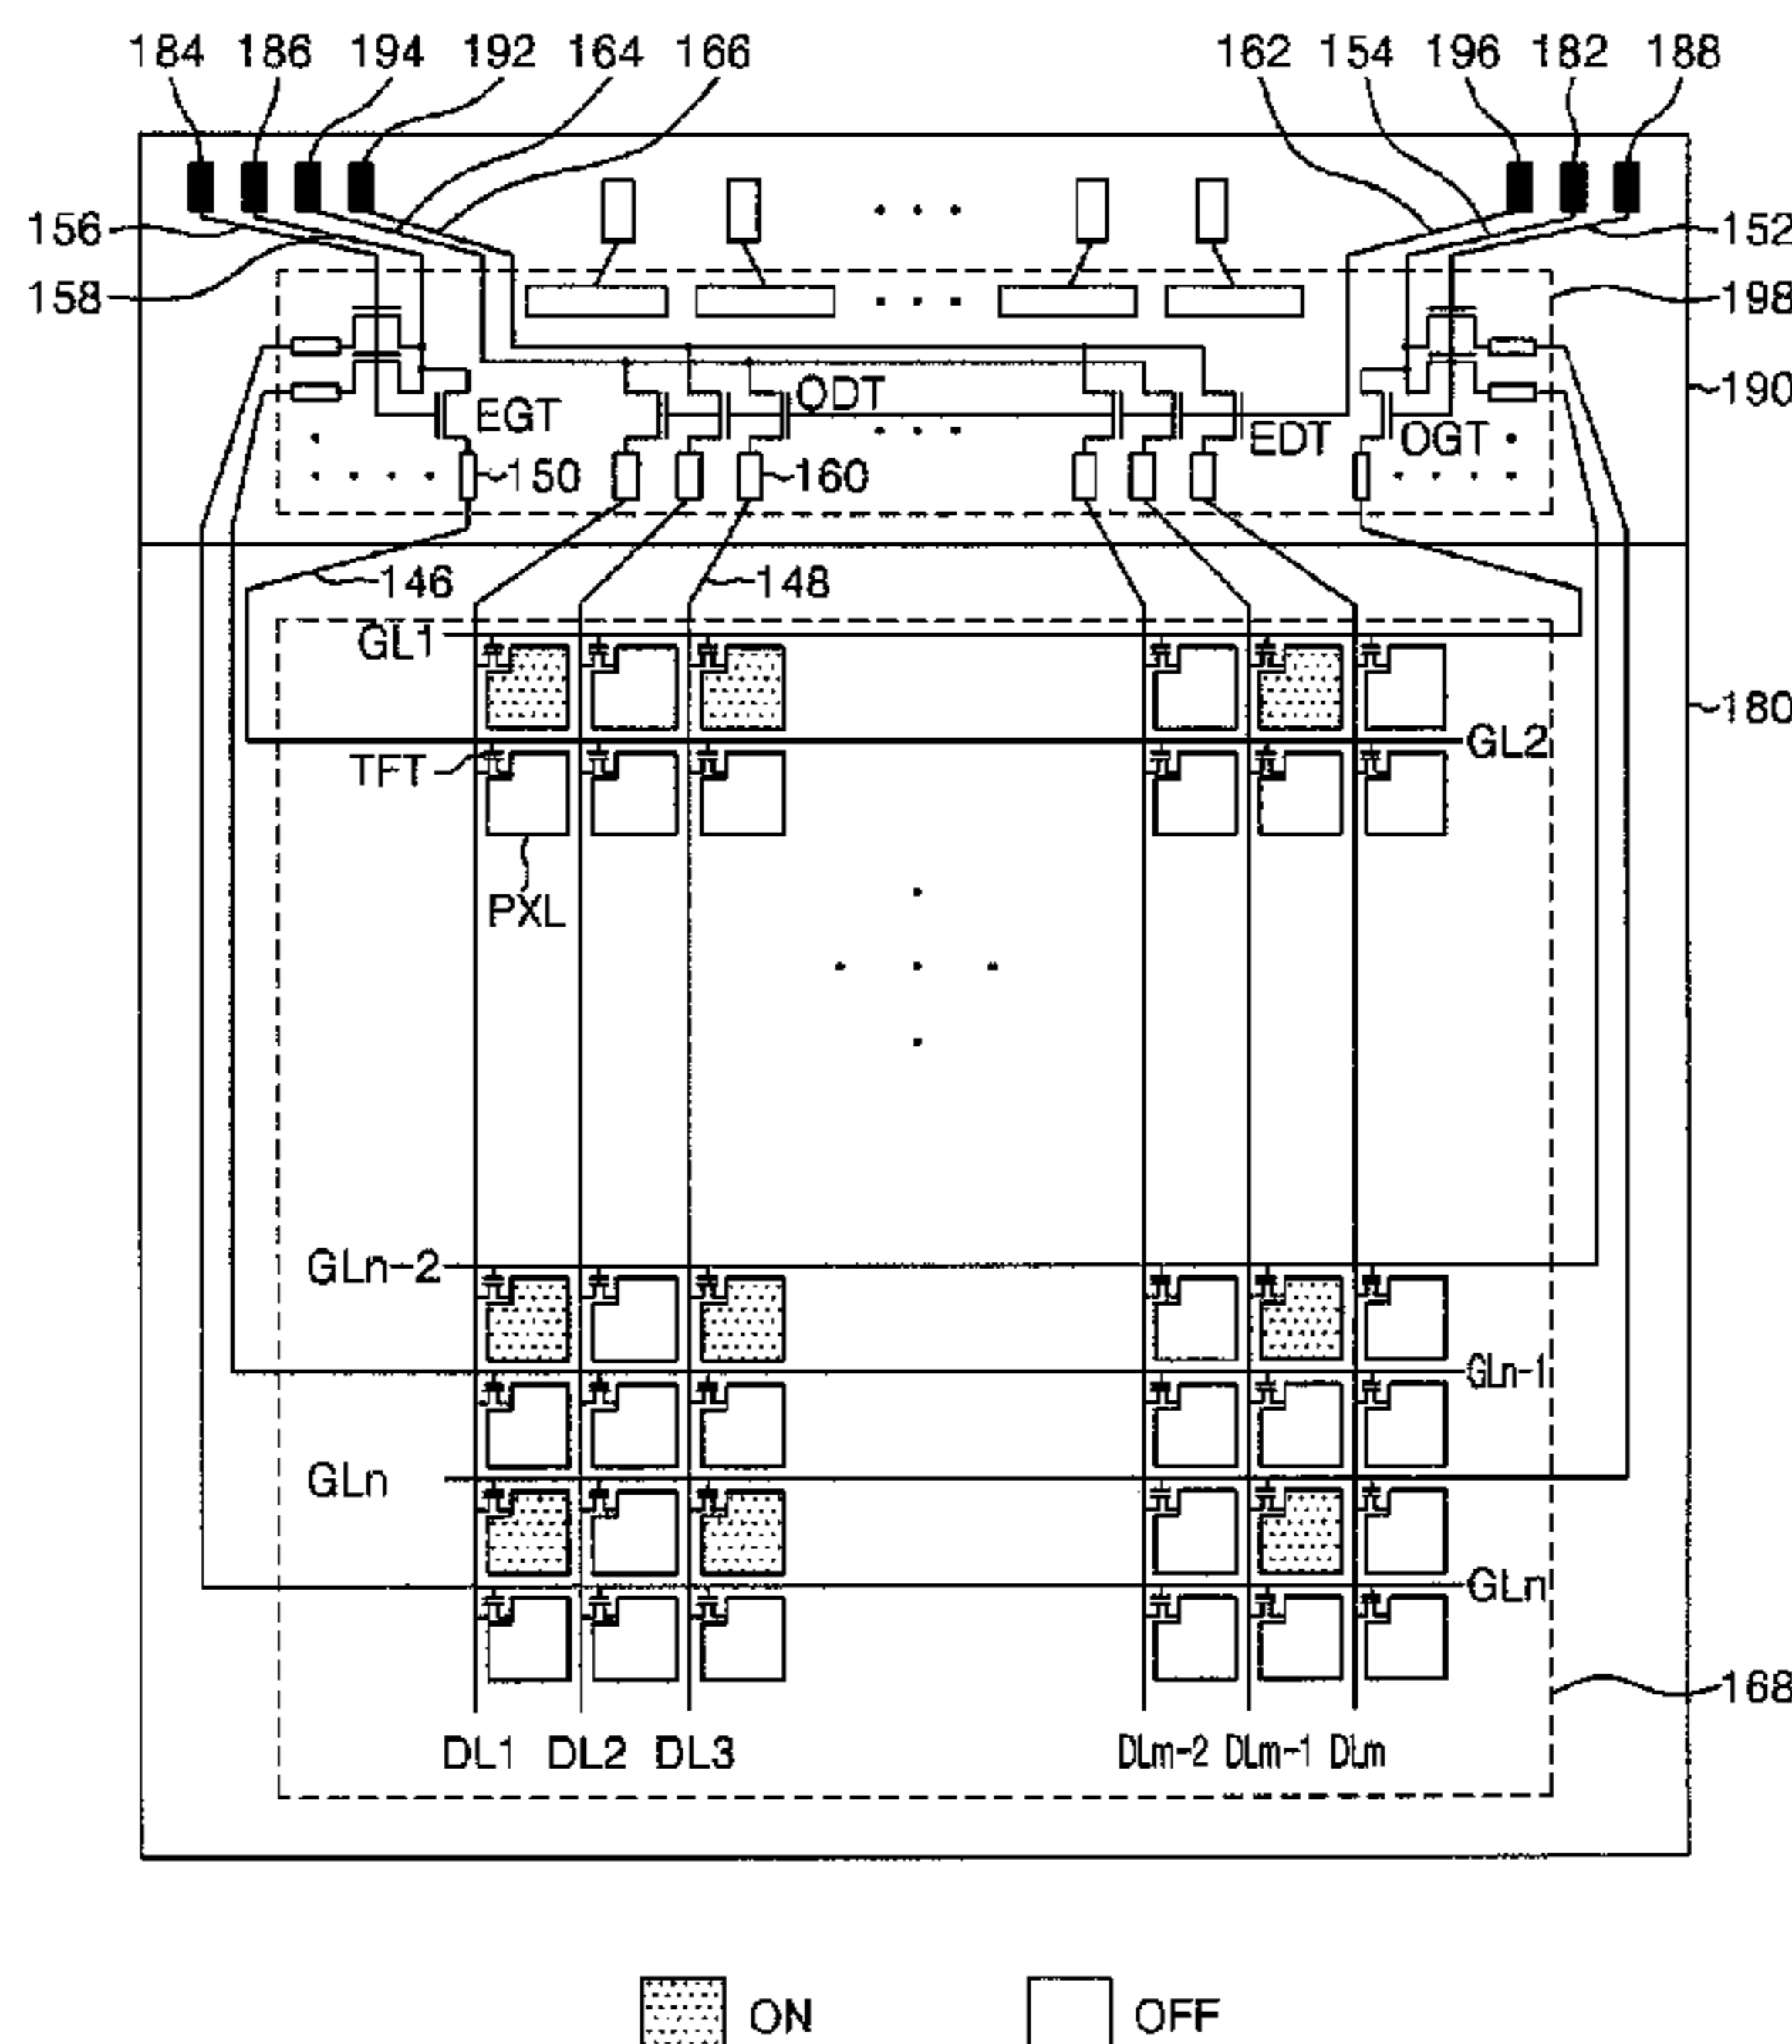 184 186 194 192 164 166 162 154 196 182 188
156 152
158 198
190
ODT
EGT EDT OGT
150 160
146 148
GL1
180
GL2
TFT
PXL
GLn-2
GLn-1
GLn
GLn
168
DL1 DL2 DL3 DLm-2 DLm-1 DLm
ON OFF